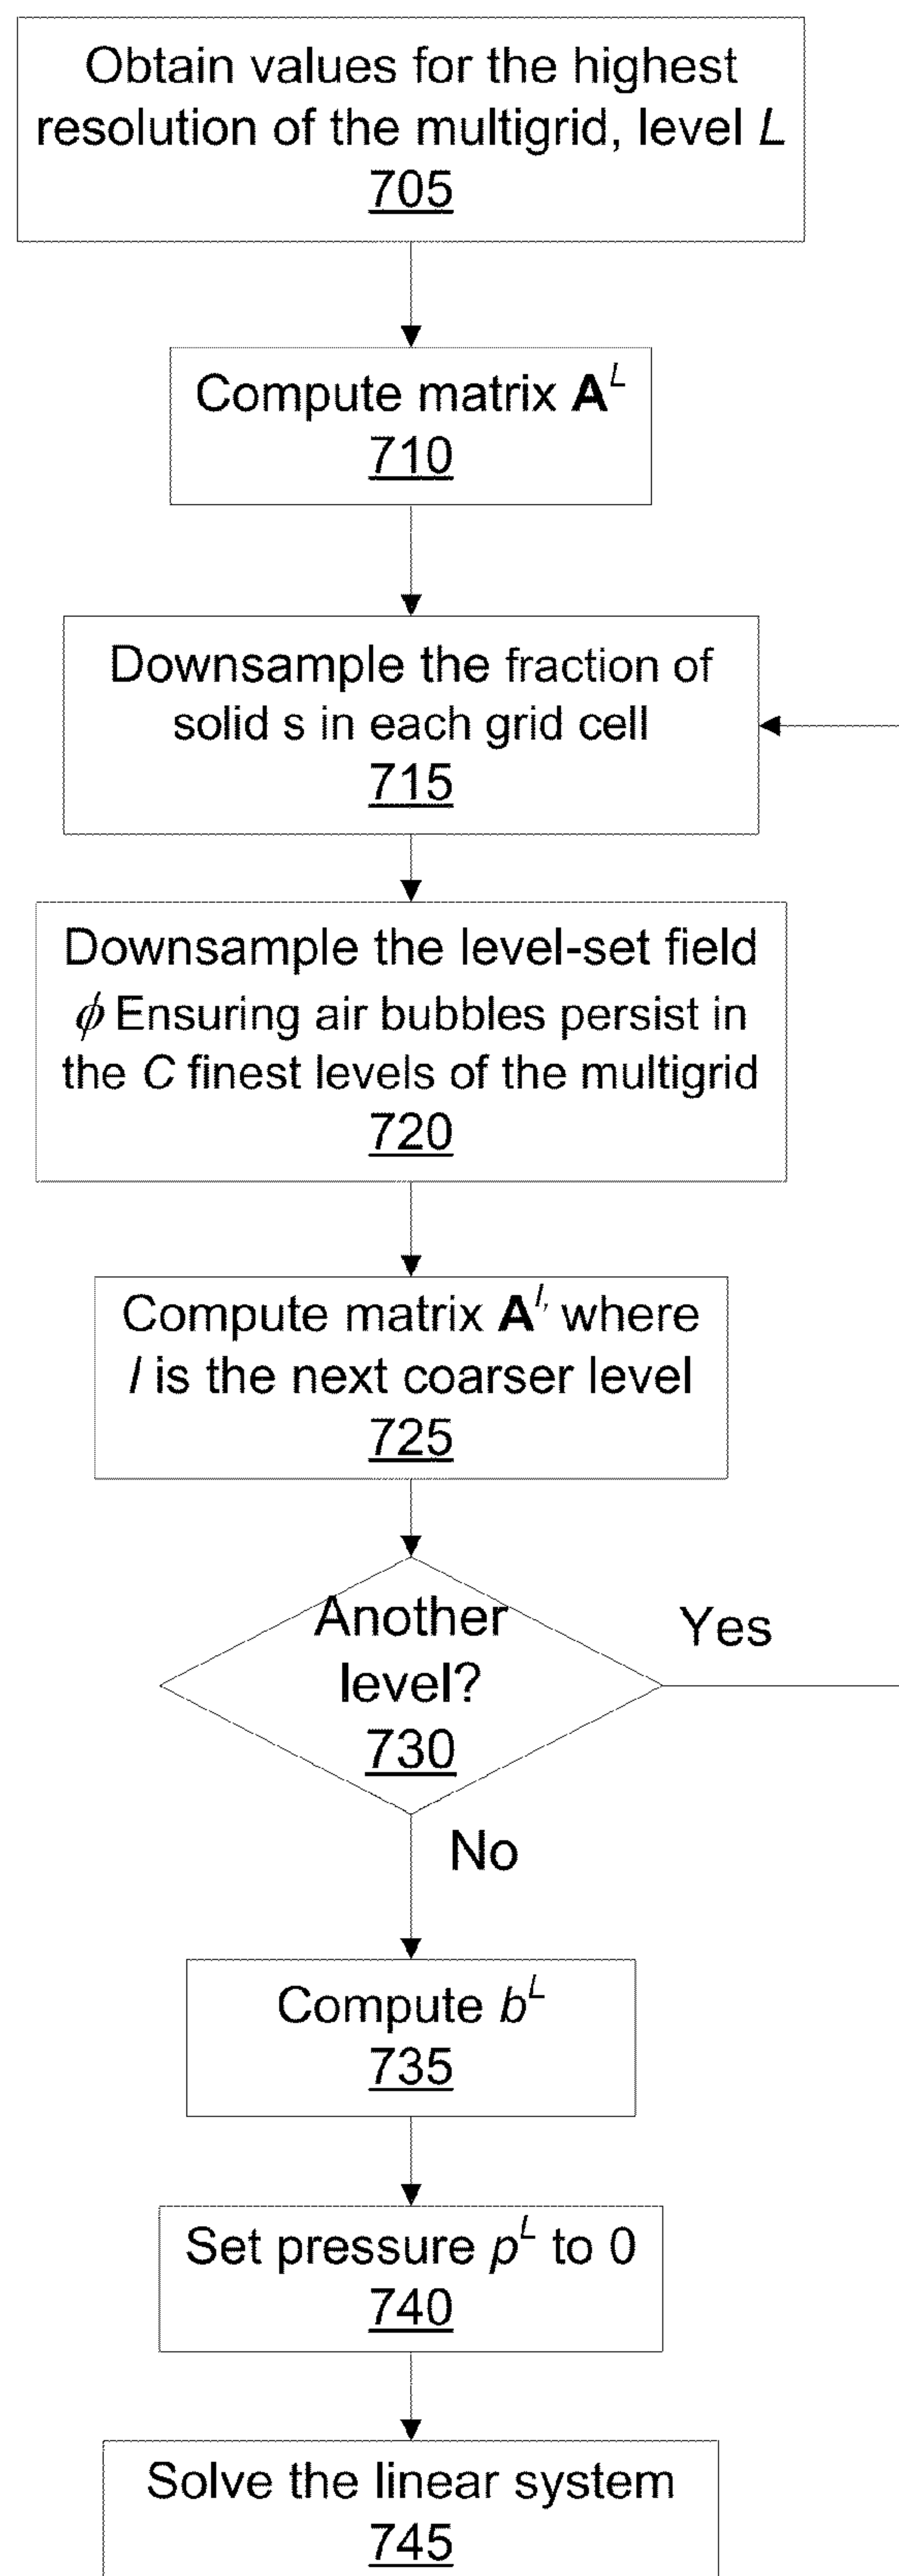 Obtain values for the highest
resolution of the multigrid, level L
705
Compute matrix A^L
710
Downsample the fraction of
solid s in each grid cell
715
Downsample the level-set field
ϕ Ensuring air bubbles persist in
the C finest levels of the multigrid
720
Compute matrix A^l, where
l is the next coarser level
725
Another
level?
730
Yes
No
Compute b^L
735
Set pressure p^L to 0
740
Solve the linear system
745